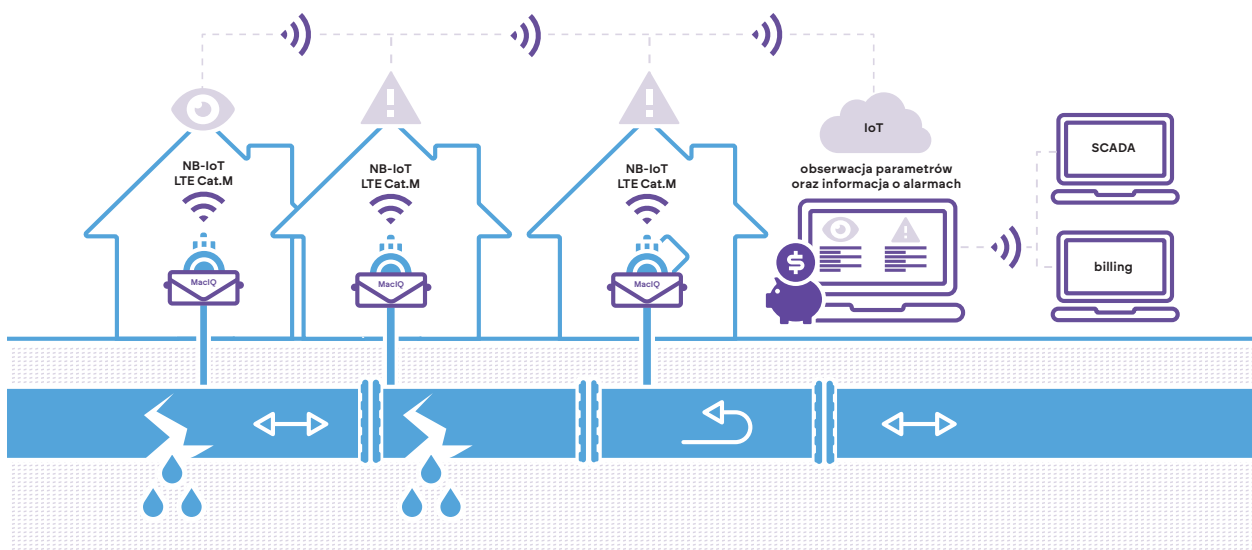 NB-IoT
LTE Cat.M
MacIQ
NB-IoT
LTE Cat.M
MacIQ
NB-IoT
LTE Cat.M
MacIQ
IoT
obserwacja parametrów
oraz informacja o alarmach
$
SCADA
billing